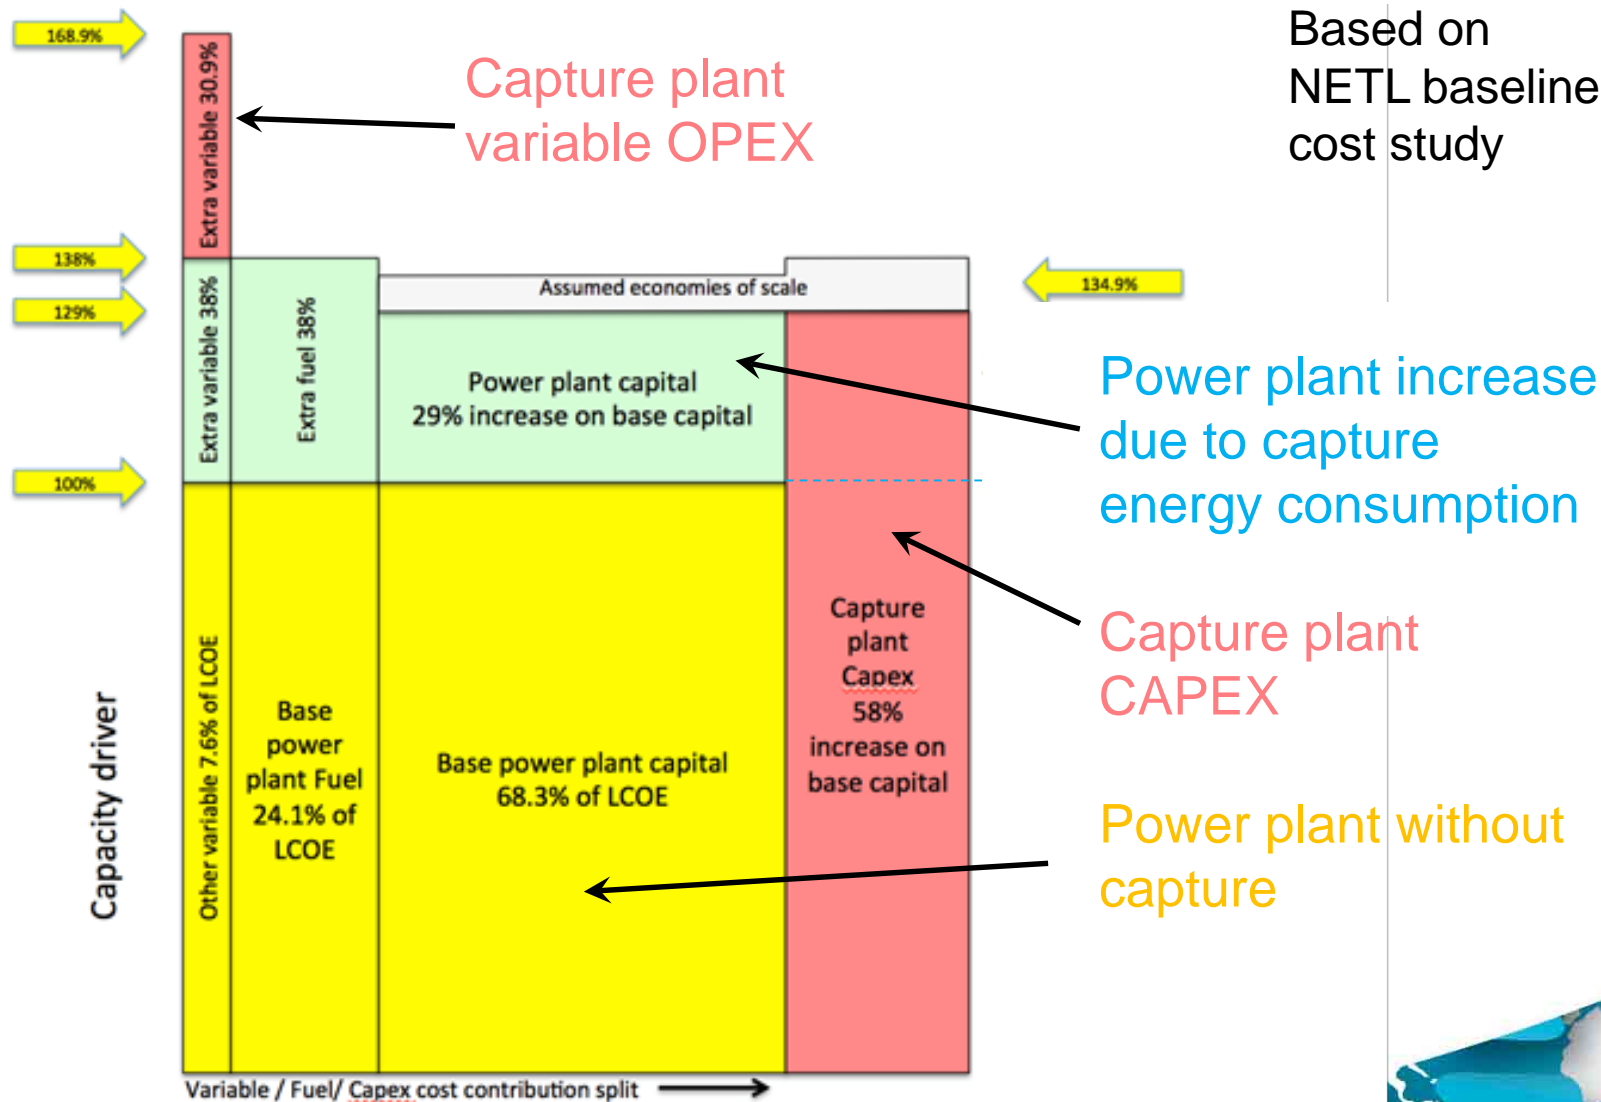 168.9%
138%
129%
100%
Capacity driver
Extra variable 30.9%
Extra variable 38%
Other variable 7.6% of LCOE
Extra fuel 38%
Base
power
plant Fuel
24.1% of
LCOE
Assumed economies of scale
Power plant capital
29% increase on base capital
Base power plant capital
68.3% of LCOE
Capture
plant
Capex
58%
increase on
base capital
134.9%
Variable / Fuel/ Capex cost contribution split
Capture plant
variable OPEX
Based on
NETL baseline
cost study
Power plant increase
due to capture
energy consumption
Capture plant
CAPEX
Power plant without
capture